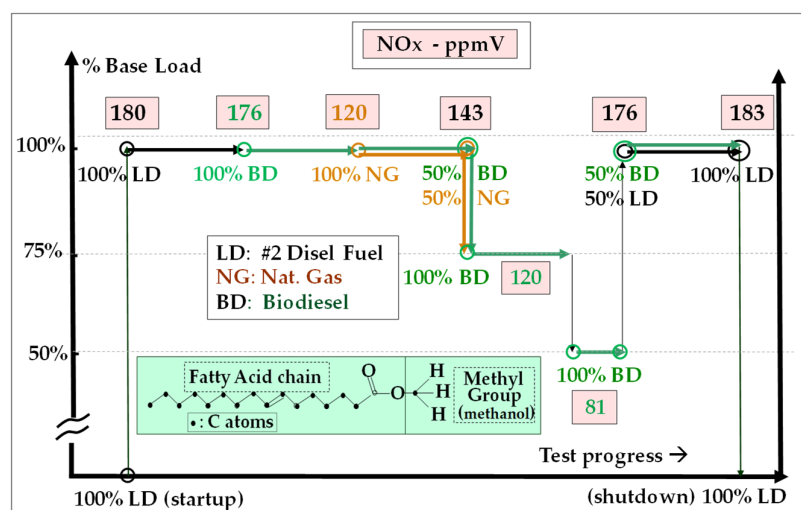 NOx - ppmV
% Base Load
180
176
120
143
176
183
100%
100% LD
100% BD
100% NG
50% BD
50% NG
50% BD
50% LD
100% LD
75%
100% BD
120
LD: #2 Disel Fuel
NG: Nat. Gas
BD: Biodiesel
50%
100% BD
81
Fatty Acid chain
•: C atoms
O
O
H
H
H
Methyl
Group
(methanol)
Test progress →
100% LD (startup)
(shutdown) 100% LD